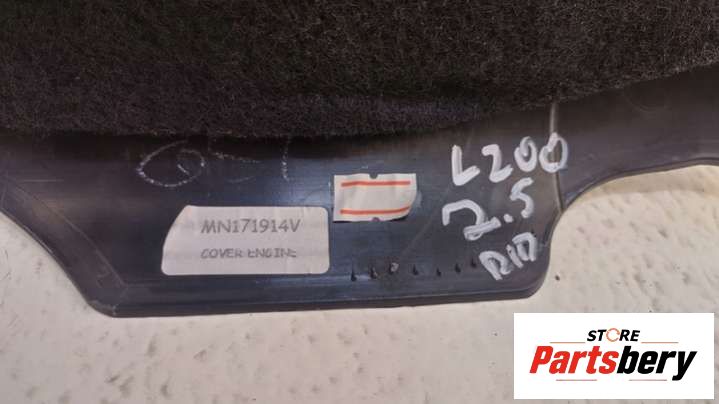 L200
2.5
MN171914V
COVER ENGINE
STORE
Partsbery